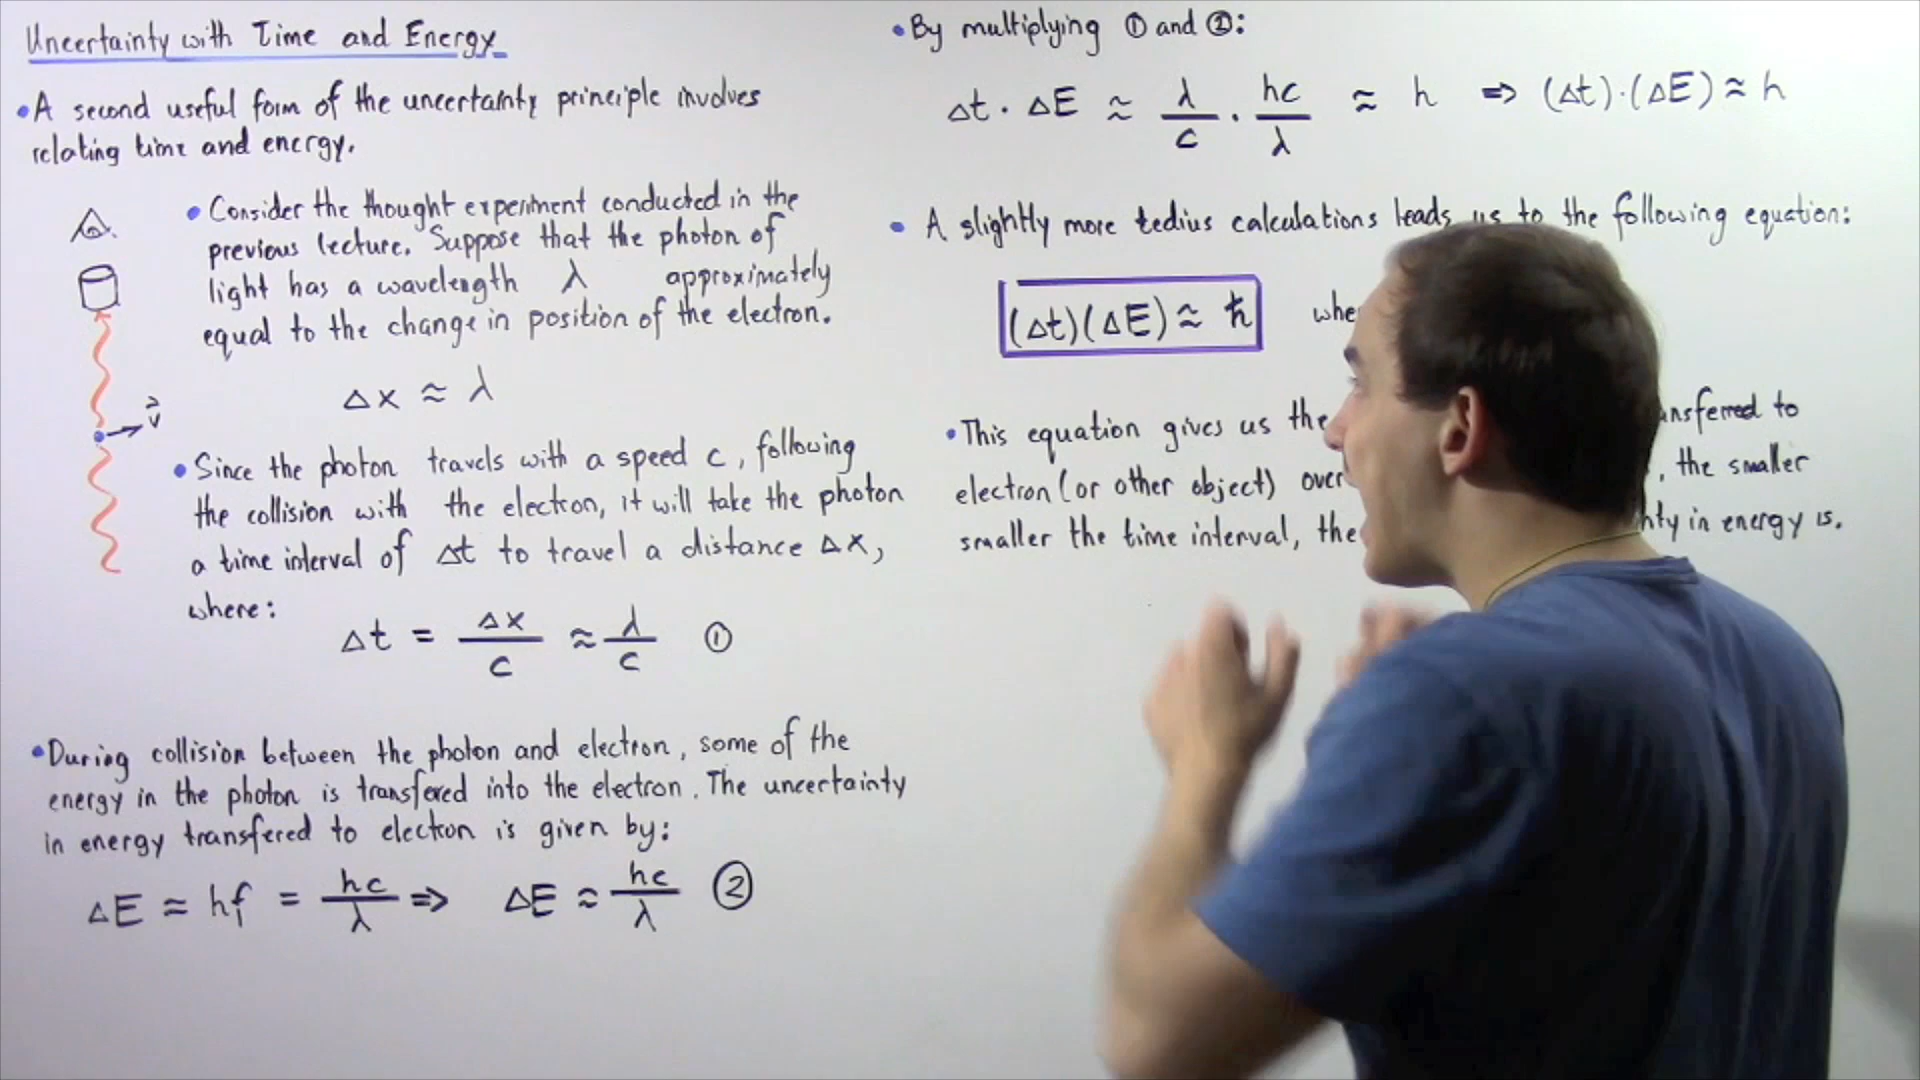 Uncertainty with Time and Energy
• A second useful form of the uncertainty principle involves
relating time and energy.
• Consider the thought experiment conducted in the
previous lecture. Suppose that the photon of
light has a wavelength λ approximately
equal to the change in position of the electron.
Δx ≈ λ
v
• Since the photon travels with a speed c, following
the collision with the electron, it will take the photon
a time interval of Δt to travel a distance Δx,
where:
Δt = Δx/c ≈ λ/c ①
• During collision between the photon and electron, some of the
energy in the photon is transfered into the electron. The uncertainty
in energy transfered to electron is given by:
ΔE ≈ hf = hc/λ ⇒ ΔE ≈ hc/λ ②
• By multiplying ① and ②:
Δt · ΔE ≈ λ/c · hc/λ ≈ h ⇒ (Δt)·(ΔE) ≈ h
• A slightly more tedius calculations leads us to the following equation:
(Δt)(ΔE) ≈ ħ
• This equation gives us the
electron (or other object) over , the smaller
smaller the time interval, the in energy is.